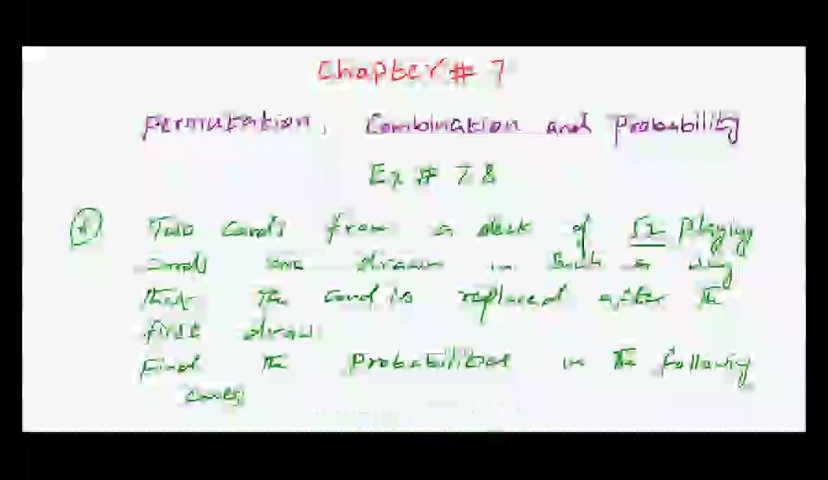 Chapter # 7
Permutation, Combination and Probability
Ex # 7.8
Two cards from a deck of 52 playing
cards are drawn in such a way
that the card is replaced after the
first draw.
Find the Probabilities in the following
cases